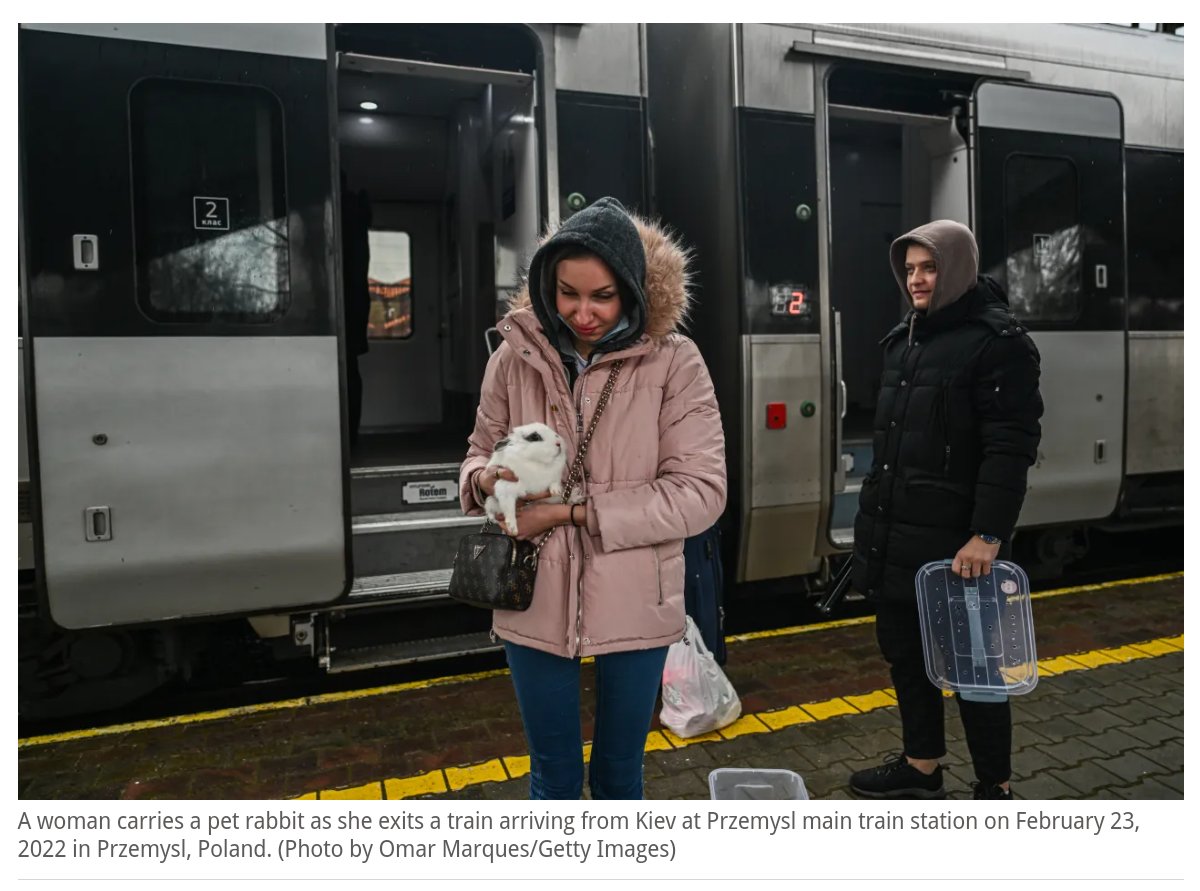 2
клас
2
Rotem
A woman carries a pet rabbit as she exits a train arriving from Kiev at Przemysl main train station on February 23,
2022 in Przemysl, Poland. (Photo by Omar Marques/Getty Images)